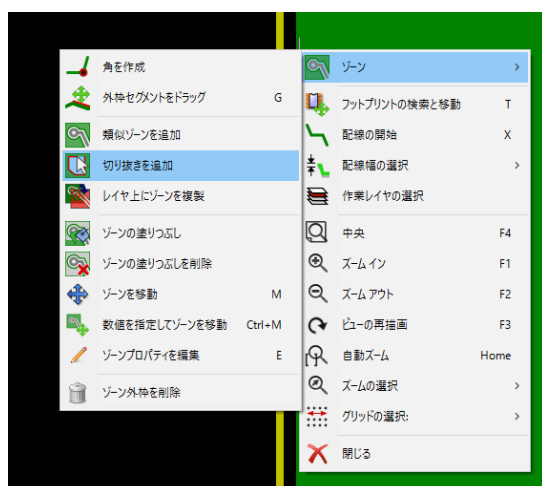 角を作成
外枠セグメントをドラッグ G
類似ゾーンを追加
切り抜きを追加
レイヤ上にゾーンを複製
ゾーンの塗りつぶし
ゾーンの塗りつぶしを削除
ゾーンを移動 M
数値を指定してゾーンを移動 Ctrl+M
ゾーンプロパティを編集 E
ゾーン外枠を削除
ゾーン
フットプリントの検索と移動 T
配線の開始 X
配線幅の選択
作業レイヤの選択
中央 F4
ズームイン F1
ズームアウト F2
ビューの再描画 F3
自動ズーム Home
ズームの選択
グリッドの選択:
閉じる